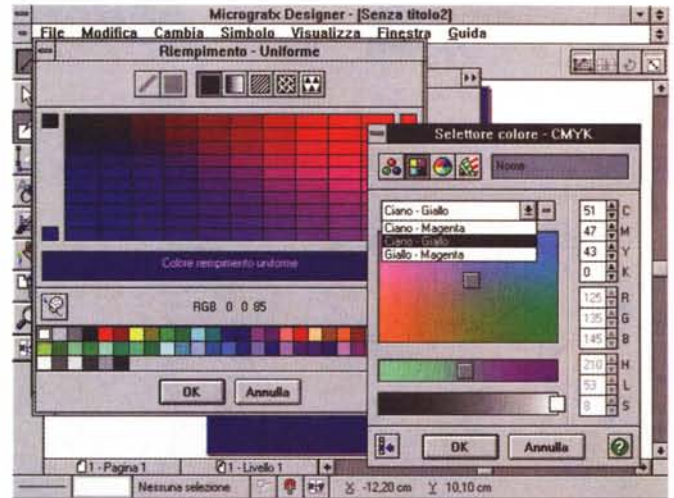 Micrografx Designer - [Senza titolo2]
File Modifica Cambia Simbolo Visualizza Finestra Guida
Riempimento - Uniforme
Colore riempimento uniforme
RGB 0 0 85
OK Annulla
Selettore colore - CMYK
Nome
Ciano - Giallo
Ciano - Magenta
Ciano - Giallo
Giallo - Magenta
51 C
47 M
43 Y
0 K
125 R
135 G
145 B
210 H
53 L
8 S
OK Annulla ?
1 - Pagina 1 1 - Livello 1
Nessuna selezione X -12,20 cm Y 10,10 cm